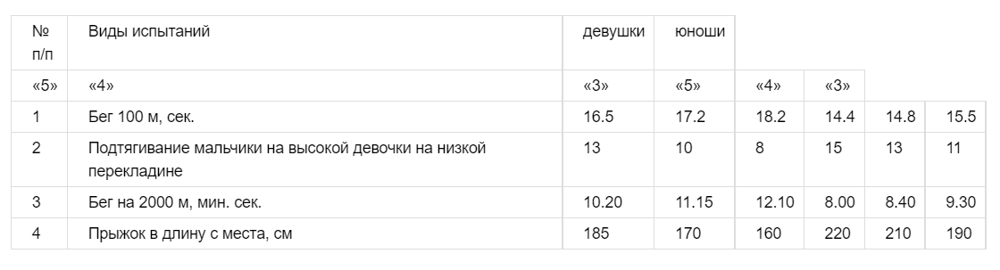 № Виды испытаний девушки юноши
п/п
«5» «4» «3» «5» «4» «3»
1 Бег 100 м, сек. 16.5 17.2 18.2 14.4 14.8 15.5
2 Подтягивание мальчики на высокой девочки на низкой 13 10 8 15 13 11
перекладине
3 Бег на 2000 м, мин. сек. 10.20 11.15 12.10 8.00 8.40 9.30
4 Прыжок в длину с места, см 185 170 160 220 210 190